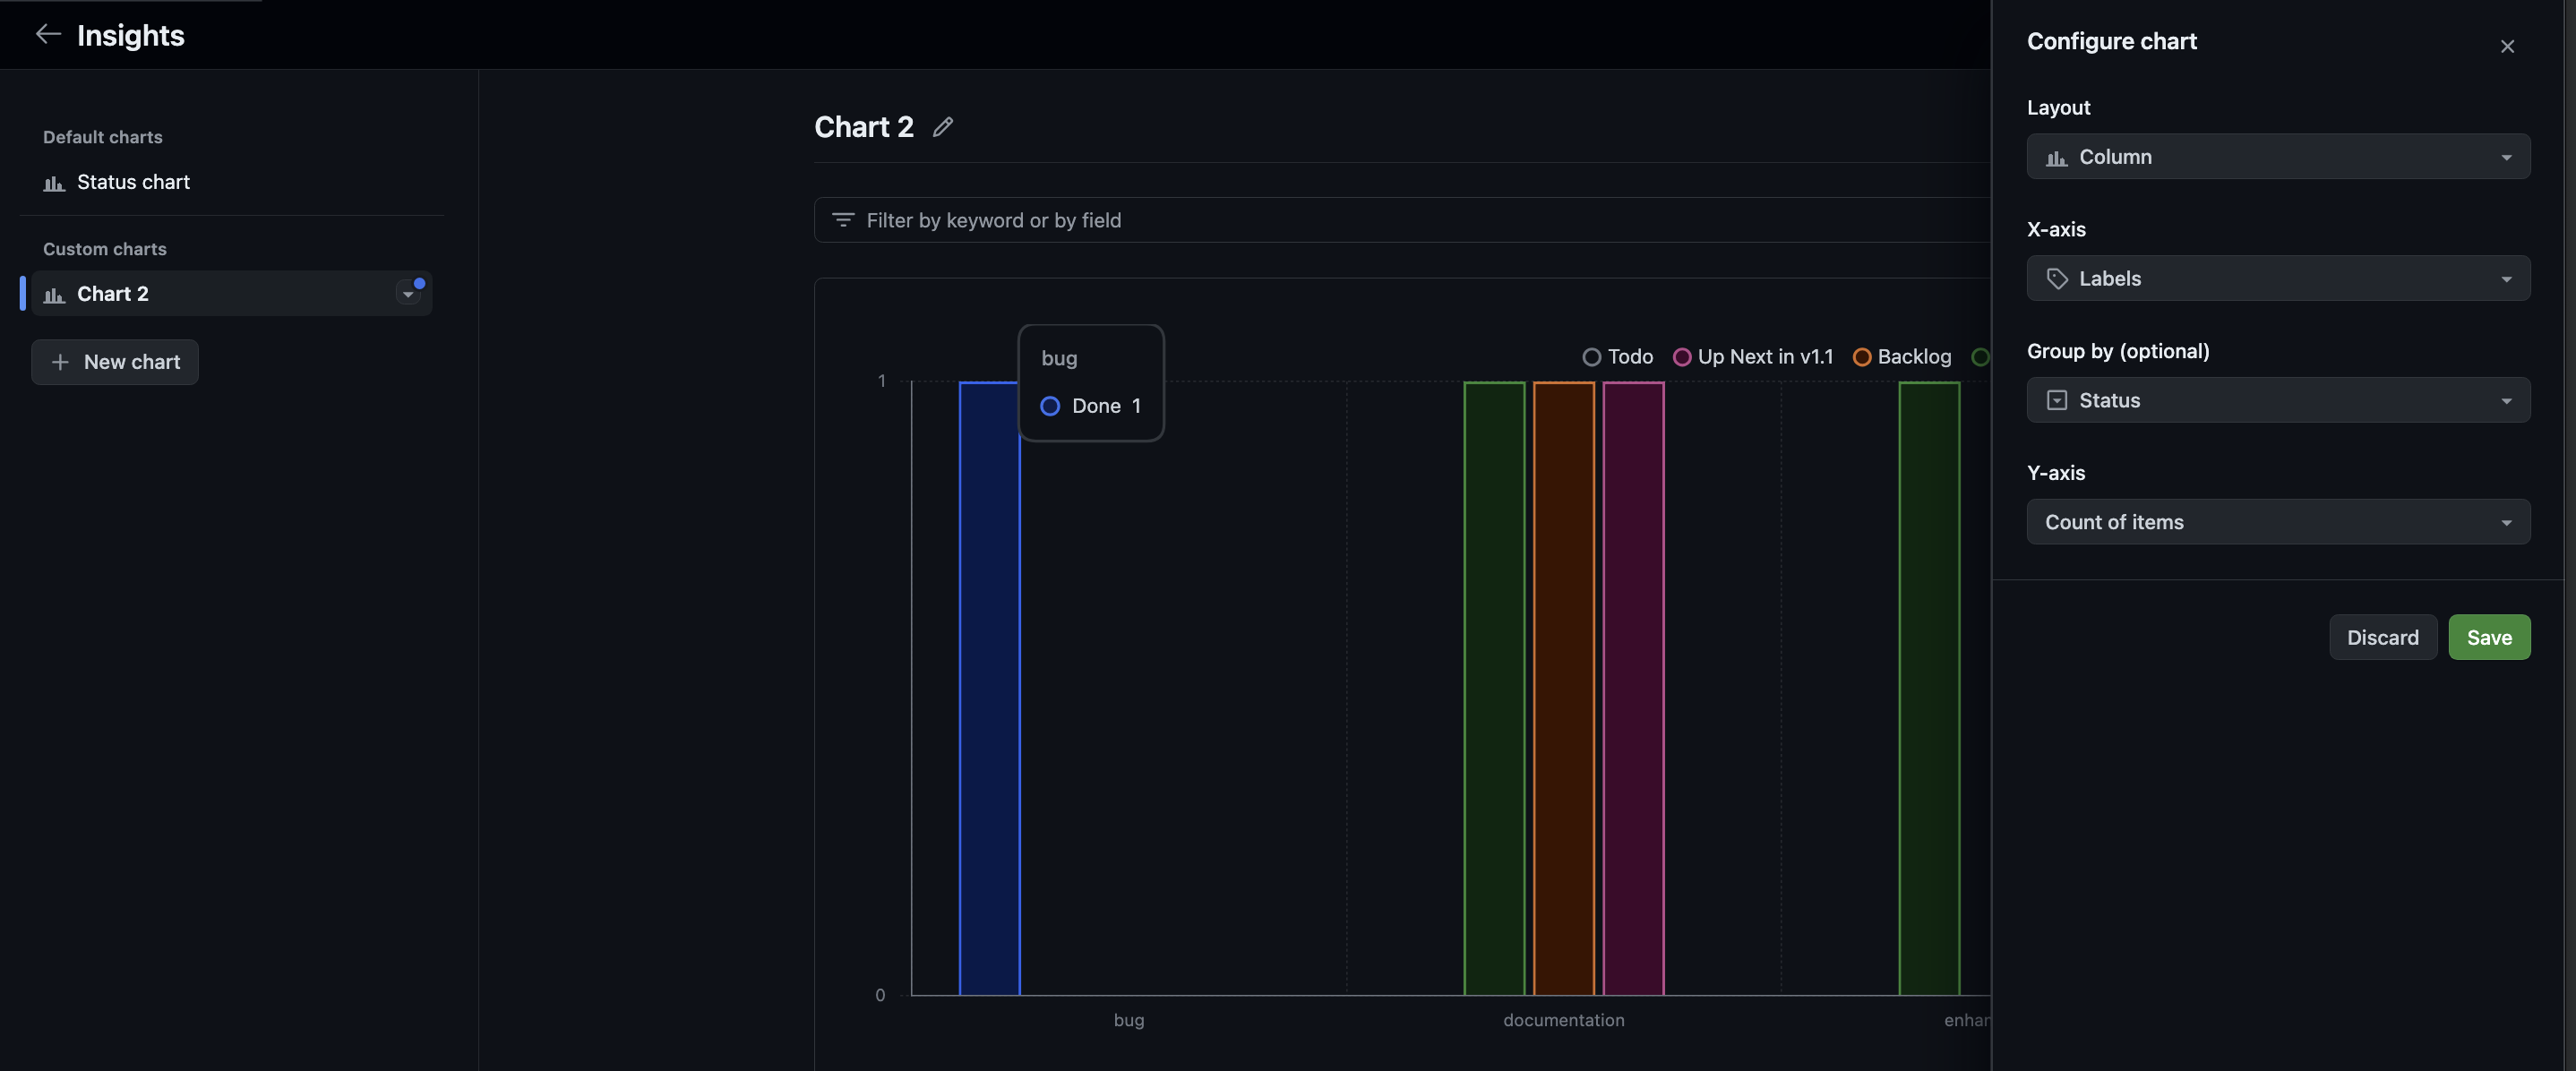 Insights
Default charts
Status chart
Custom charts
Chart 2
New chart
Chart 2
Filter by keyword or by field
Todo Up Next in v1.1 Backlog
bug
Done 1
1
0
bug documentation enhan
Configure chart
Layout
Column
X-axis
Labels
Group by (optional)
Status
Y-axis
Count of items
Discard Save